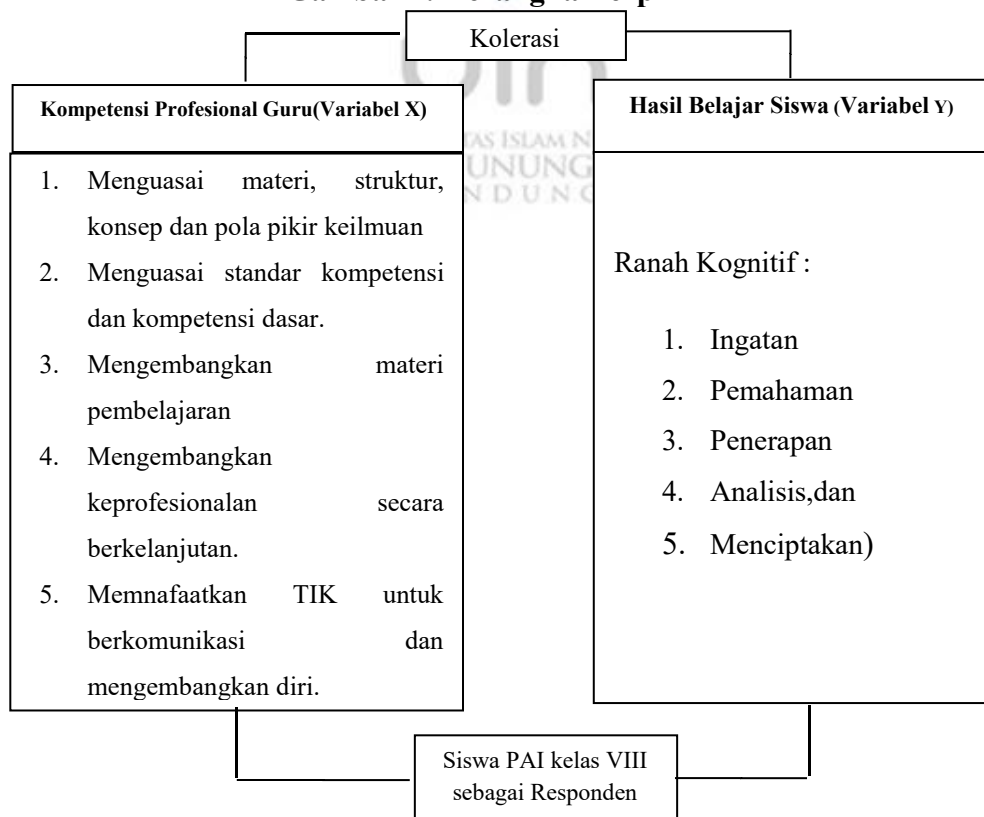 Kolerasi
Kompetensi Profesional Guru(Variabel X)
1. Menguasai materi, struktur,
konsep dan pola pikir keilmuan
2. Menguasai standar kompetensi
dan kompetensi dasar.
3. Mengembangkan materi
pembelajaran
4. Mengembangkan
keprofesionalan secara
berkelanjutan.
5. Memnafaatkan TIK untuk
berkomunikasi dan
mengembangkan diri.
Hasil Belajar Siswa (Variabel Y)
Ranah Kognitif :
1. Ingatan
2. Pemahaman
3. Penerapan
4. Analisis,dan
5. Menciptakan)
Siswa PAI kelas VIII
sebagai Responden
ISLAM